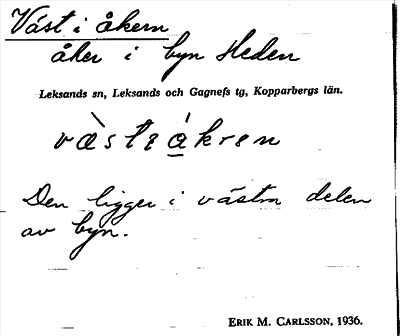 Väst i åkern
åker i byn Heden
Leksands sn, Leksands och Gagnefs tg, Kopparbergs län.
Den ligger i västra delen
av byn.
ERIK M. CARLSSON, 1936.